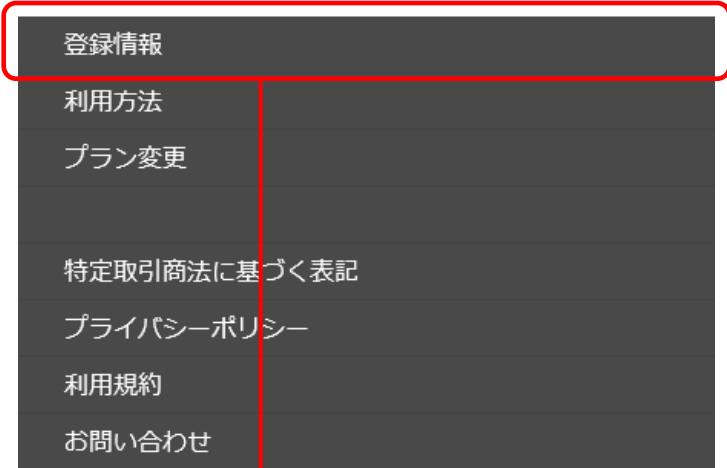 登録情報
利用方法
プラン変更
特定取引商法に基づく表記
プライバシーポリシー
利用規約
お問い合わせ